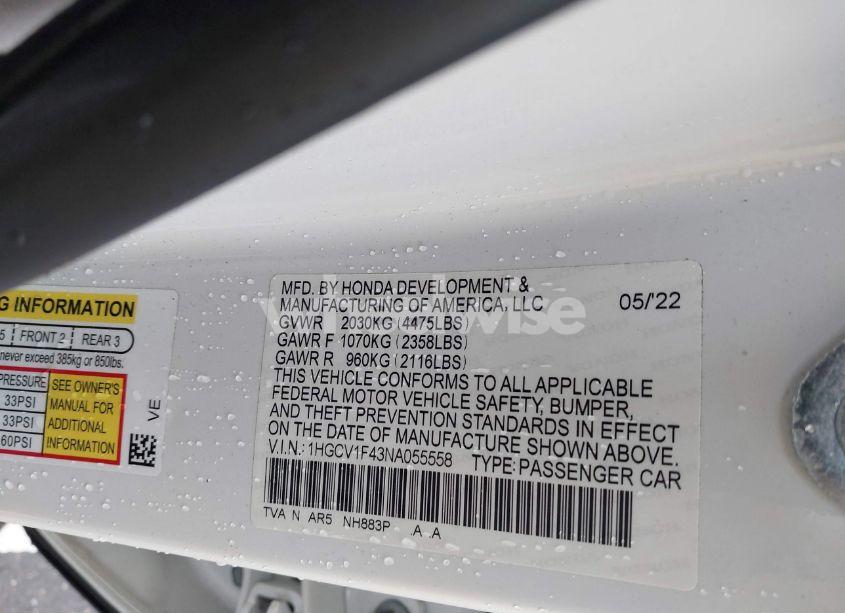 G INFORMATION
5 FRONT 2 REAR 3
never exceed 385kg or 850lbs.
PRESSURE
33PSI
33PSI
60PSI
SEE OWNER'S
MANUAL FOR
ADDITIONAL
INFORMATION
VE
MFD. BY HONDA DEVELOPMENT &
MANUFACTURING OF AMERICA, LLC 05/'22
GVWR 2030KG (4475LBS)
GAWR F 1070KG (2358LBS)
GAWR R 960KG (2116LBS)
THIS VEHICLE CONFORMS TO ALL APPLICABLE
FEDERAL MOTOR VEHICLE SAFETY, BUMPER,
AND THEFT PREVENTION STANDARDS IN EFFECT
ON THE DATE OF MANUFACTURE SHOWN ABOVE.
V.I.N.: 1HGCV1F43NA055558 TYPE: PASSENGER CAR
TVA N AR5 NH883P .A .A